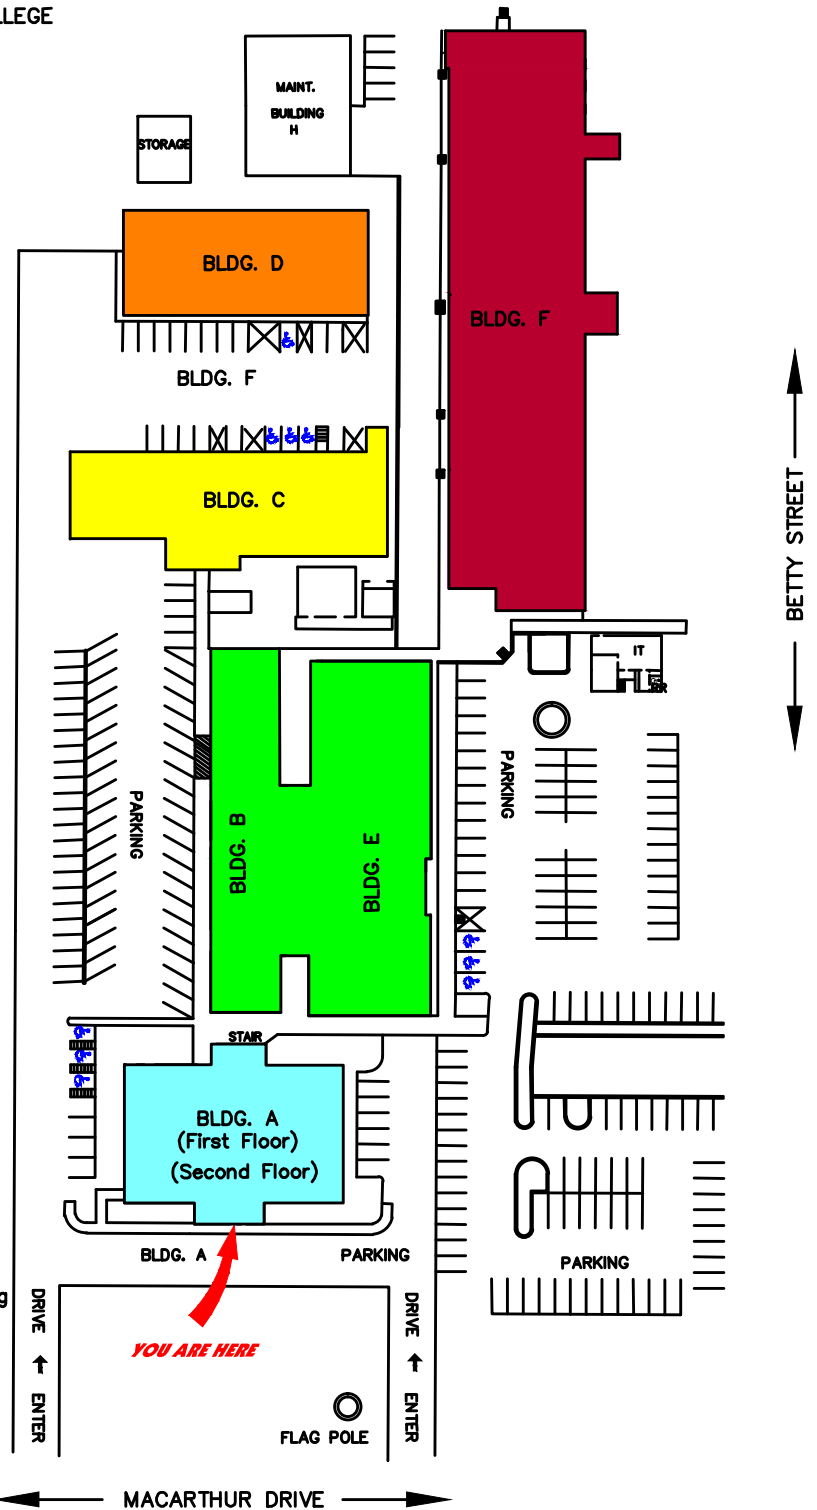 LLEGE
MAINT.
BUILDING
H
STORAGE
BLDG. D
BLDG. F
BLDG. F
BLDG. C
BETTY STREET
IT
RR
PARKING
PARKING
BLDG. B
BLDG. E
STAIR
BLDG. A
(First Floor)
(Second Floor)
BLDG. A
PARKING
PARKING
g
DRIVE
ENTER
DRIVE
ENTER
YOU ARE HERE
FLAG POLE
MACARTHUR DRIVE